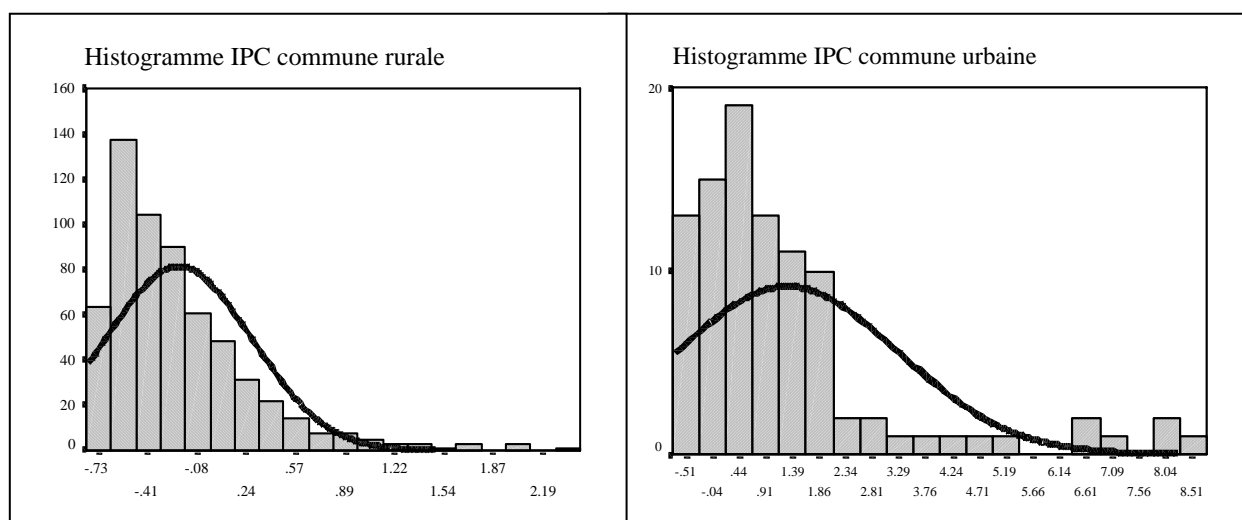 Histogramme IPC commune rurale
160
140
120
100
80
60
40
20
0
-.73 -.08 .57 1.22 1.87
-.41 .24 .89 1.54 2.19
Histogramme IPC commune urbaine
20
10
0
-.51 .44 1.39 2.34 3.29 4.24 5.19 6.14 7.09 8.04
-.04 .91 1.86 2.81 3.76 4.71 5.66 6.61 7.56 8.51